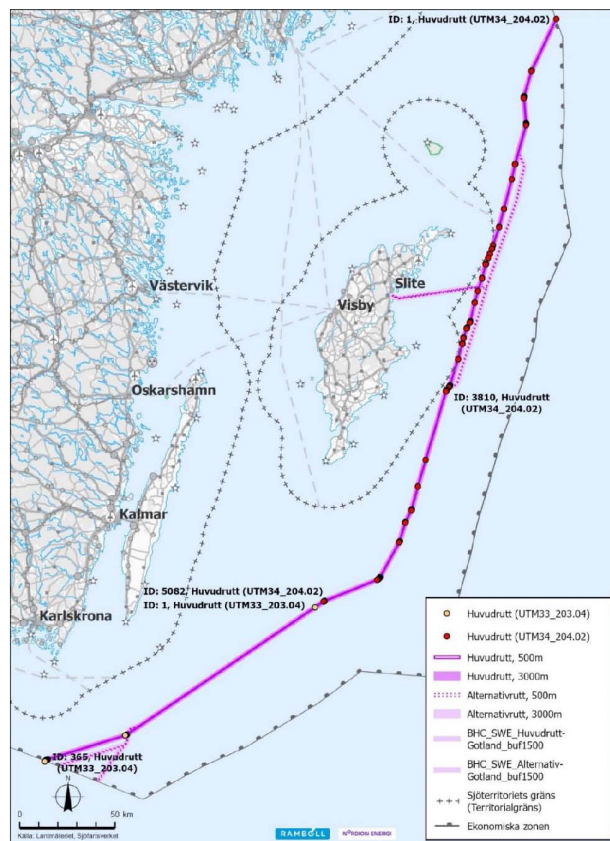 ID: 1, Huvudrutt (UTM34_204.02)
Västervik
Visby
Slite
Oskarshamn
ID: 3810, Huvudrutt
(UTM34_204.02)
Kalmar
ID: 5082, Huvudrutt (UTM34_204.02)
ID: 1, Huvudrutt (UTM33_203.04)
Karlskrona
ID: 365, Huvudrutt
(UTM33_203.04)
N
0
50 km
Källa: Lantmäteriet, Sjöfartsverket
RAMBOLL
NORDION ENERGI
Huvudrutt (UTM33_203.04)
Huvudrutt (UTM34_204.02)
Huvudrutt, 500m
Huvudrutt, 3000m
Alternativrutt, 500m
Alternativrutt, 3000m
BHC_SWE_Huvudrutt-
Gotland_buf1500
BHC_SWE_Alternativ-
Gotland_buf1500
Sjöterritoriets gräns
(Territorialgräns)
Ekonomiska zonen